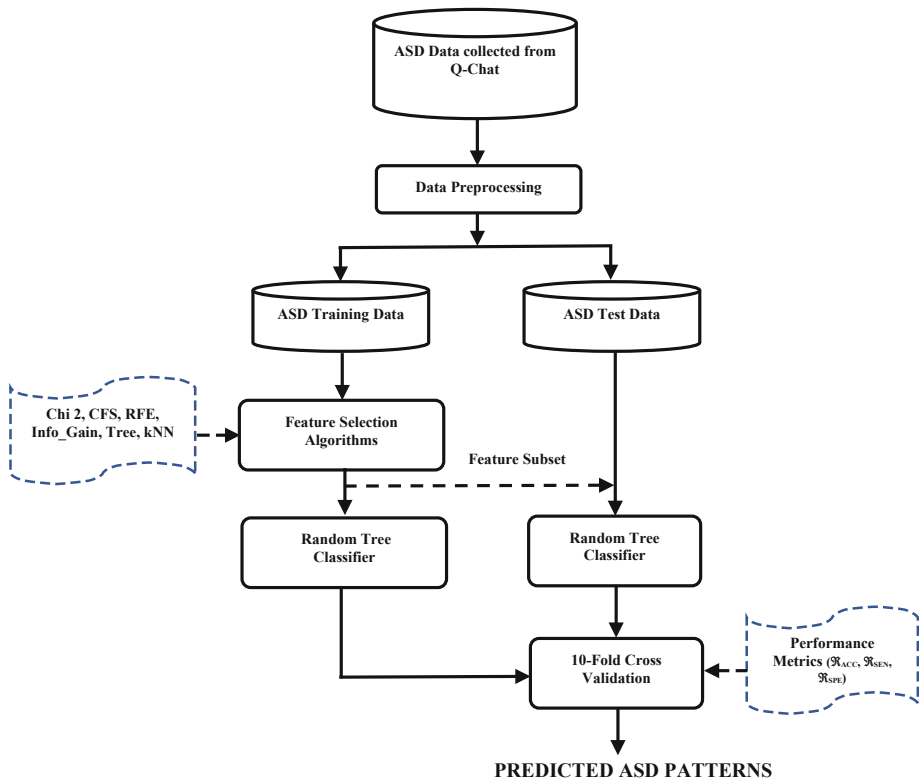 ASD Data collected from
Q-Chat
Data Preprocessing
ASD Training Data
ASD Test Data
Chi 2, CFS, RFE,
Info_Gain, Tree, kNN
Feature Selection
Algorithms
Feature Subset
Random Tree
Classifier
Random Tree
Classifier
10-Fold Cross
Validation
Performance
Metrics (ℜACC, ℜSEN,
ℜSPE)
PREDICTED ASD PATTERNS